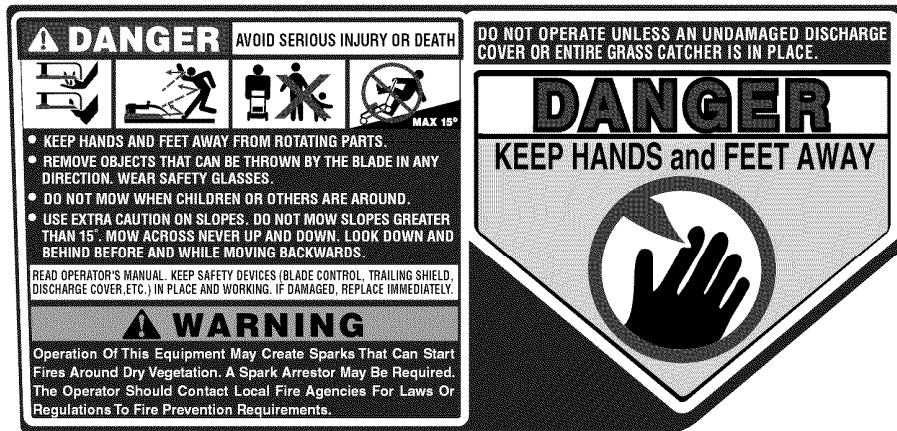 DANGER
AVOID SERIOUS INJURY OR DEATH
MAX 15°
• KEEP HANDS AND FEET AWAY FROM ROTATING PARTS.
• REMOVE OBJECTS THAT CAN BE THROWN BY THE BLADE IN ANY
DIRECTION. WEAR SAFETY GLASSES.
• DO NOT MOW WHEN CHILDREN OR OTHERS ARE AROUND.
• USE EXTRA CAUTION ON SLOPES. DO NOT MOW SLOPES GREATER
THAN 15°. MOW ACROSS NEVER UP AND DOWN. LOOK DOWN AND
BEHIND BEFORE AND WHILE MOVING BACKWARDS.
READ OPERATOR'S MANUAL. KEEP SAFETY DEVICES (BLADE CONTROL, TRAILING SHIELD,
DISCHARGE COVER,ETC.) IN PLACE AND WORKING. IF DAMAGED, REPLACE IMMEDIATELY.
WARNING
Operation Of This Equipment May Create Sparks That Can Start
Fires Around Dry Vegetation. A Spark Arrestor May Be Required.
The Operator Should Contact Local Fire Agencies For Laws Or
Regulations To Fire Prevention Requirements.
DO NOT OPERATE UNLESS AN UNDAMAGED DISCHARGE
COVER OR ENTIRE GRASS CATCHER IS IN PLACE.
DANGER
KEEP HANDS and FEET AWAY